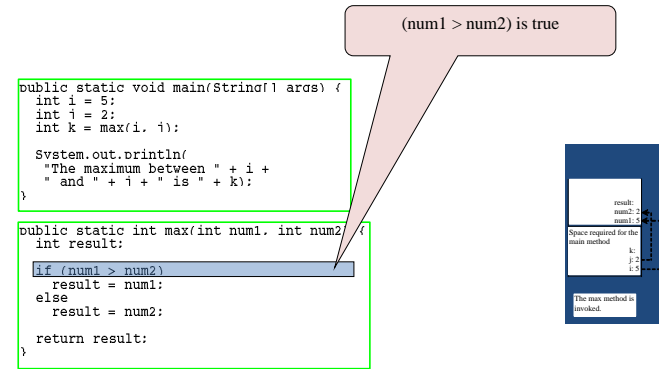 (num1 > num2) is true
public static void main(String[] args) {
int i = 5;
int j = 2;
int k = max(i, j);
System.out.println(
"The maximum between " + i +
" and " + j + " is " + k);
}
public static int max(int num1, int num2) {
int result;
if (num1 > num2)
result = num1;
else
result = num2;
return result;
}
result:
num2: 2
num1: 5
Space required for the
main method
k:
j: 2
i: 5
The max method is
invoked.